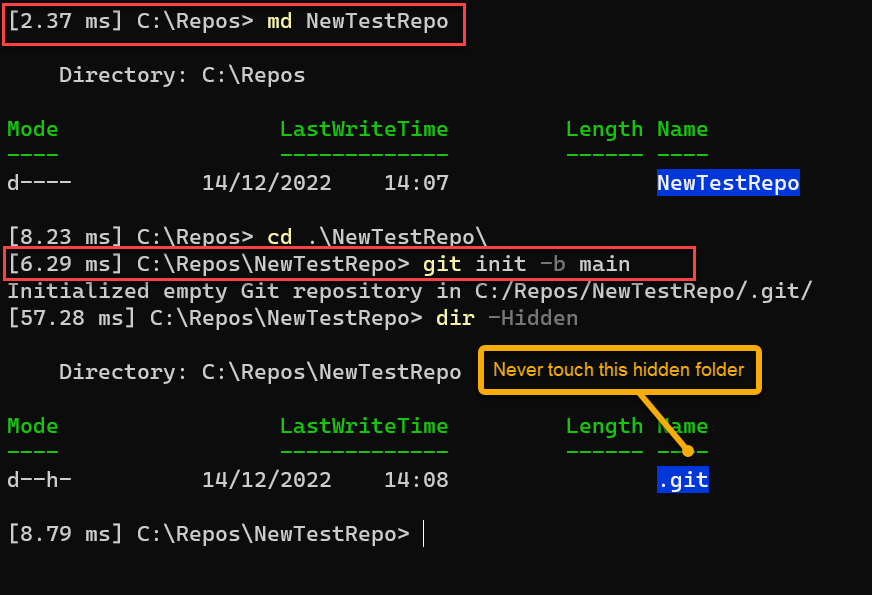 [2.37 ms] C:\Repos> md NewTestRepo
Directory: C:\Repos
Mode LastWriteTime Length Name
---- ------------- ------ ----
d---- 14/12/2022 14:07 NewTestRepo
[8.23 ms] C:\Repos> cd .\NewTestRepo\
[6.29 ms] C:\Repos\NewTestRepo> git init -b main
Initialized empty Git repository in C:/Repos/NewTestRepo/.git/
[57.28 ms] C:\Repos\NewTestRepo> dir -Hidden
Directory: C:\Repos\NewTestRepo
Never touch this hidden folder
Mode LastWriteTime Length Name
---- ------------- ------ ----
d--h- 14/12/2022 14:08 .git
[8.79 ms] C:\Repos\NewTestRepo>